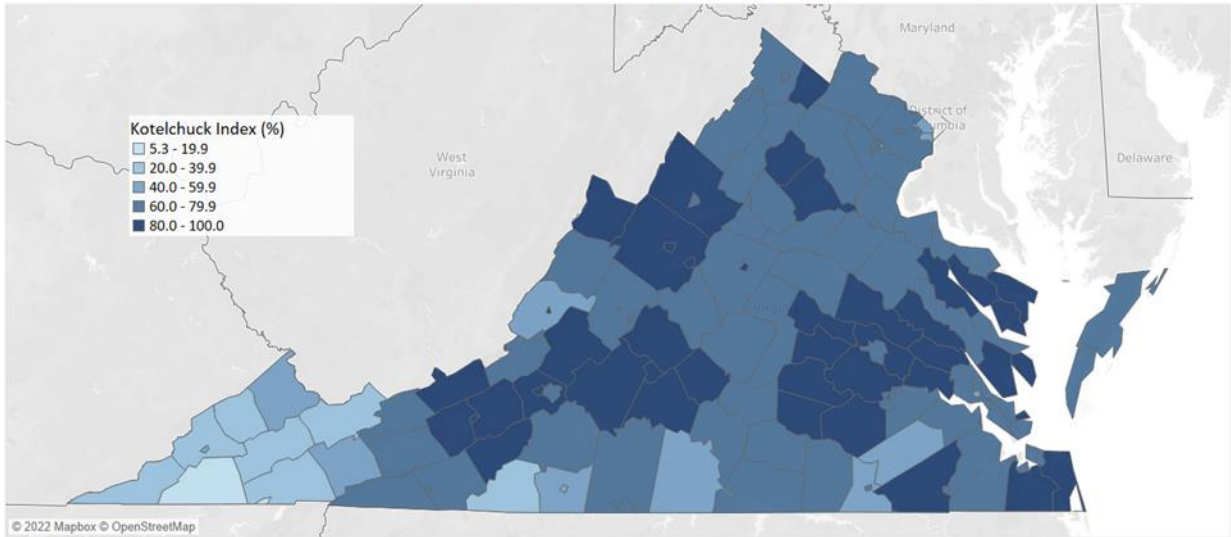 Maryland
District of
Columbia
Kotelchuck Index (%)
5.3 - 19.9
20.0 - 39.9
40.0 - 59.9
60.0 - 79.9
80.0 - 100.0
West
Virginia
Delaware
© 2022 Mapbox © OpenStreetMap